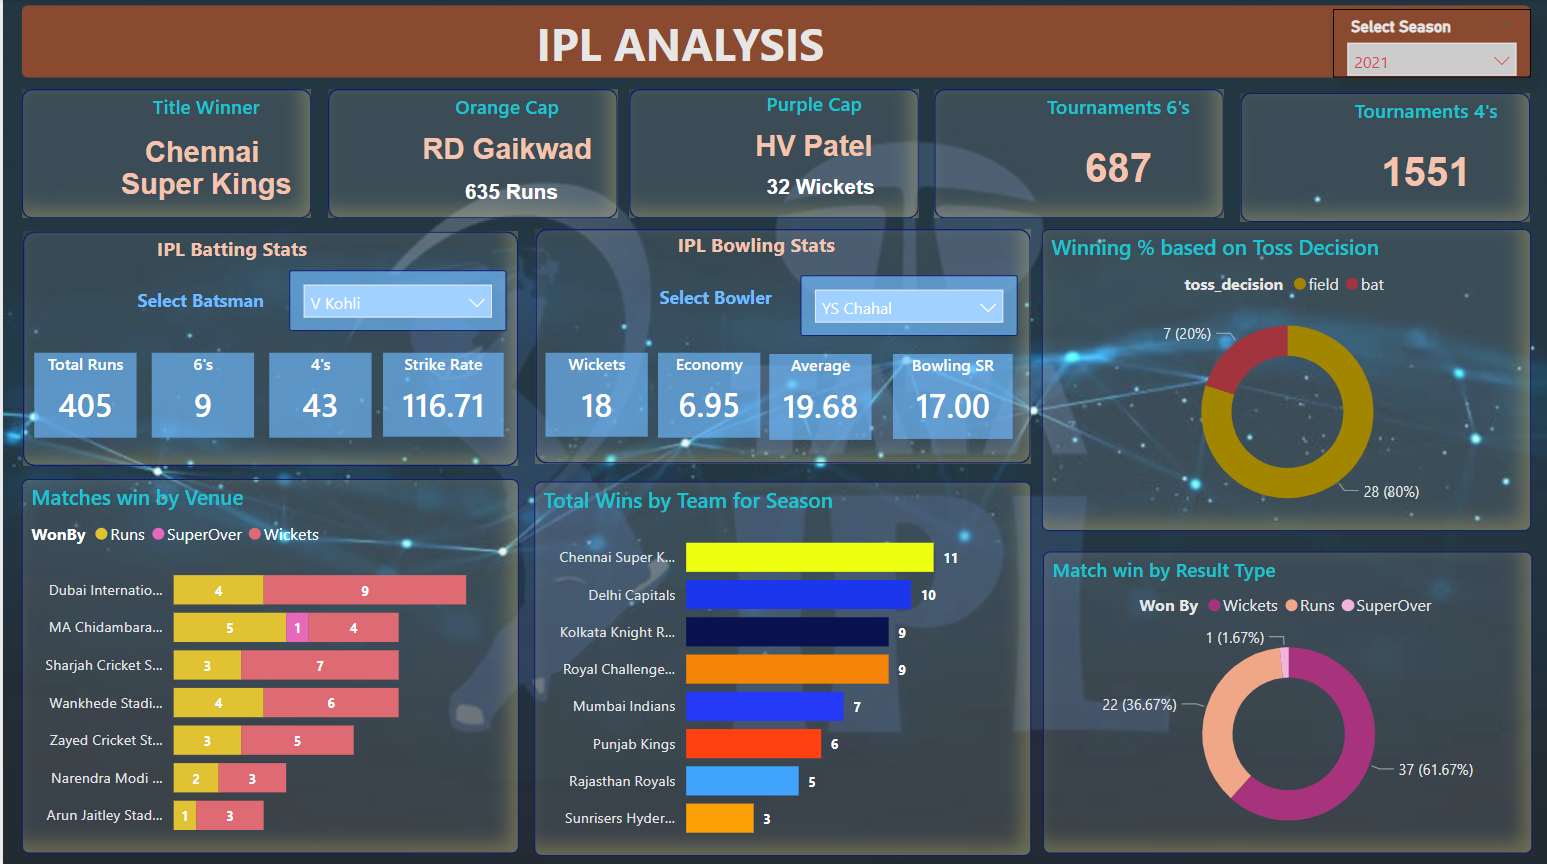 IPL ANALYSIS
Select Season
2021
Title Winner
Chennai
Super Kings
Orange Cap
RD Gaikwad
635 Runs
Purple Cap
HV Patel
32 Wickets
Tournaments 6's
687
Tournaments 4's
1551
IPL Batting Stats
Select Batsman
V Kohli
Total Runs
405
6's
9
4's
43
Strike Rate
116.71
IPL Bowling Stats
Select Bowler
YS Chahal
Wickets
18
Economy
6.95
Average
19.68
Bowling SR
17.00
Winning % based on Toss Decision
toss_decision field bat
7 (20%)
28 (80%)
Matches win by Venue
WonBy Runs SuperOver Wickets
Dubai Internatio... 4 9
MA Chidambara... 5 1 4
Sharjah Cricket S... 3 7
Wankhede Stadi... 4 6
Zayed Cricket St... 3 5
Narendra Modi ... 2 3
Arun Jaitley Stad... 1 3
Total Wins by Team for Season
Chennai Super K... 11
Delhi Capitals 10
Kolkata Knight R... 9
Royal Challenge... 9
Mumbai Indians 7
Punjab Kings 6
Rajasthan Royals 5
Sunrisers Hyder... 3
Match win by Result Type
Won By Wickets Runs SuperOver
1 (1.67%)
22 (36.67%)
37 (61.67%)
TATA
IPL